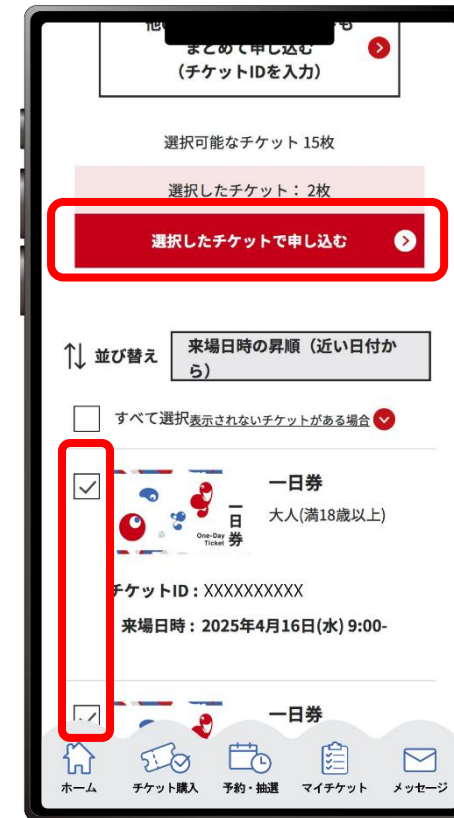 まとめて申し込む
（チケットIDを入力）
選択可能なチケット 15枚
選択したチケット： 2枚
選択したチケットで申し込む
並び替え
来場日時の昇順（近い日付か
ら）
すべて選択表示されないチケットがある場合
一日券
One-Day
Ticket
一日券
大人(満18歳以上)
チケットID : XXXXXXXXXX
来場日時 : 2025年4月16日(水) 9:00-
一日券
ホーム
チケット購入
予約・抽選
マイチケット
メッセージ